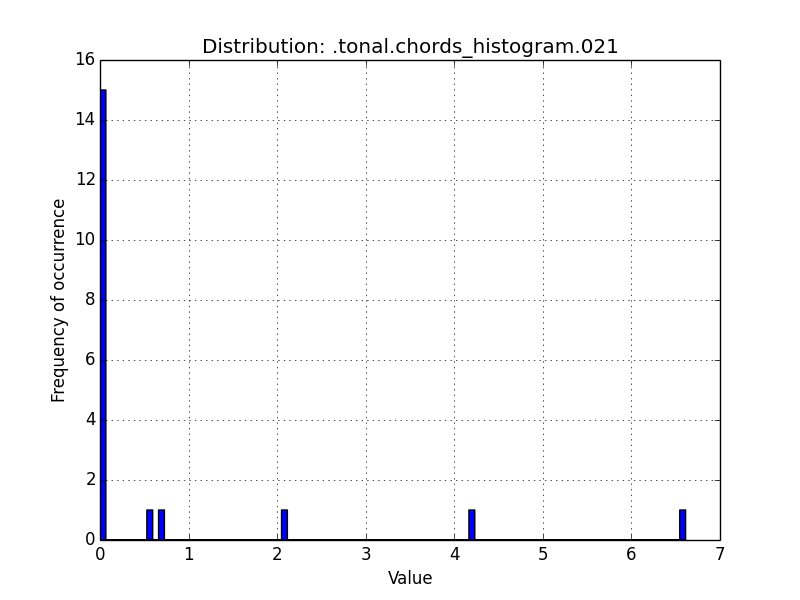 Distribution: .tonal.chords_histogram.021
16
14
12
10
8
6
4
2
0
Frequency of occurrence
0 1 2 3 4 5 6 7
Value